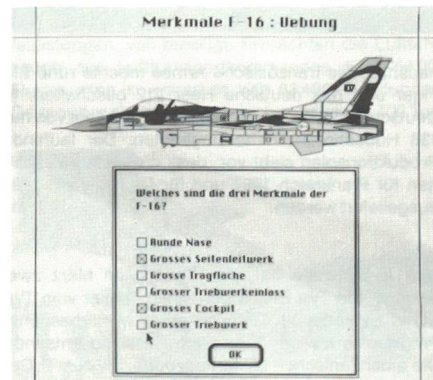 Merkmale F-16 : Uebung
Welches sind die drei Merkmale der
F-16?
Runde Nase
Grosses Seitenleitwerk
Grosse Tragfläche
Grosser Triebwerkeinlass
Grosses Cockpit
Grosser Triebwerk
OK